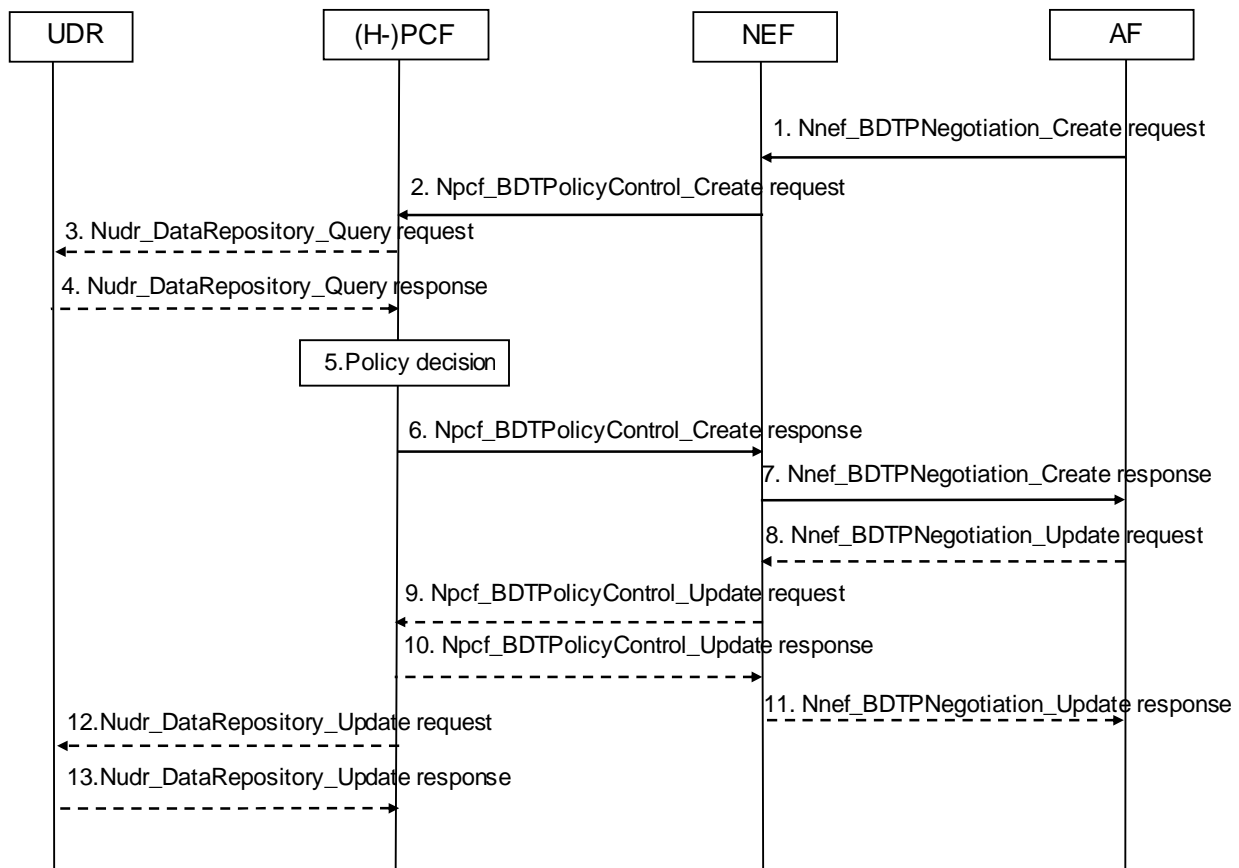 UDR
(H-)PCF
NEF
AF
1. Nnef_BDTPNegotiation_Create request
2. Npcf_BDTPolicyControl_Create request
3. Nudr_DataRepository_Query request
4. Nudr_DataRepository_Query response
5.Policy decision
6. Npcf_BDTPolicyControl_Create response
7. Nnef_BDTPNegotiation_Create response
8. Nnef_BDTPNegotiation_Update request
9. Npcf_BDTPolicyControl_Update request
10. Npcf_BDTPolicyControl_Update response
11. Nnef_BDTPNegotiation_Update response
12.Nudr_DataRepository_Update request
13.Nudr_DataRepository_Update response